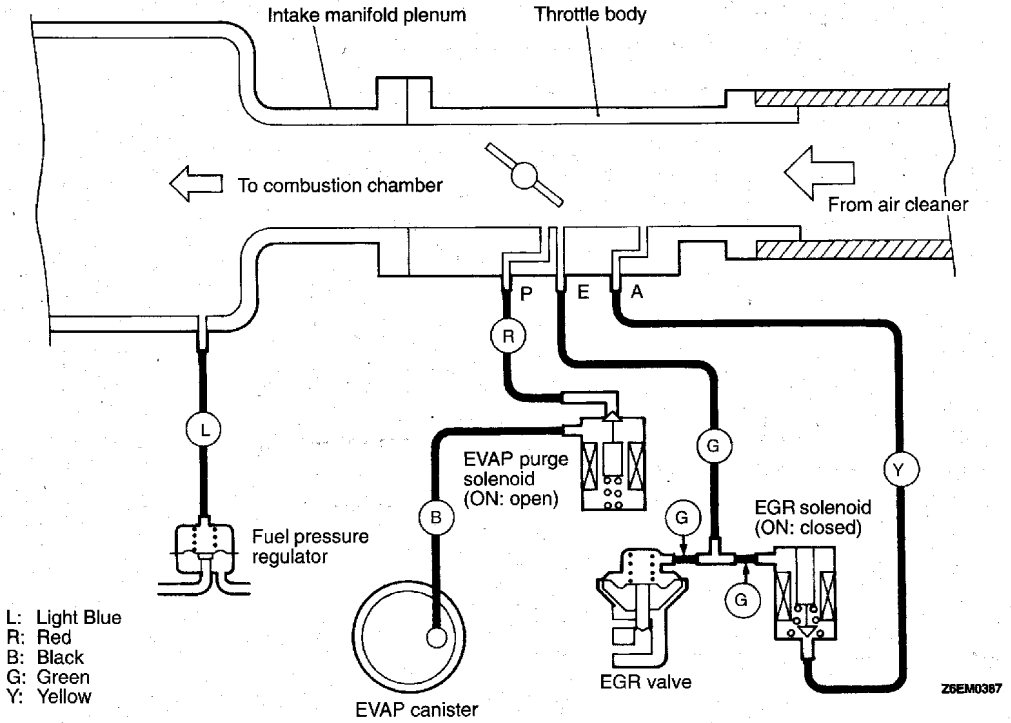 Intake manifold plenum
Throttle body
To combustion chamber
From air cleaner
P
E
A
R
L
G
Y
EVAP purge
solenoid
(ON: open)
B
G
EGR solenoid
(ON: closed)
Fuel pressure
regulator
G
L: Light Blue
R: Red
B: Black
G: Green
Y: Yellow
EGR valve
EVAP canister
Z6EM0367